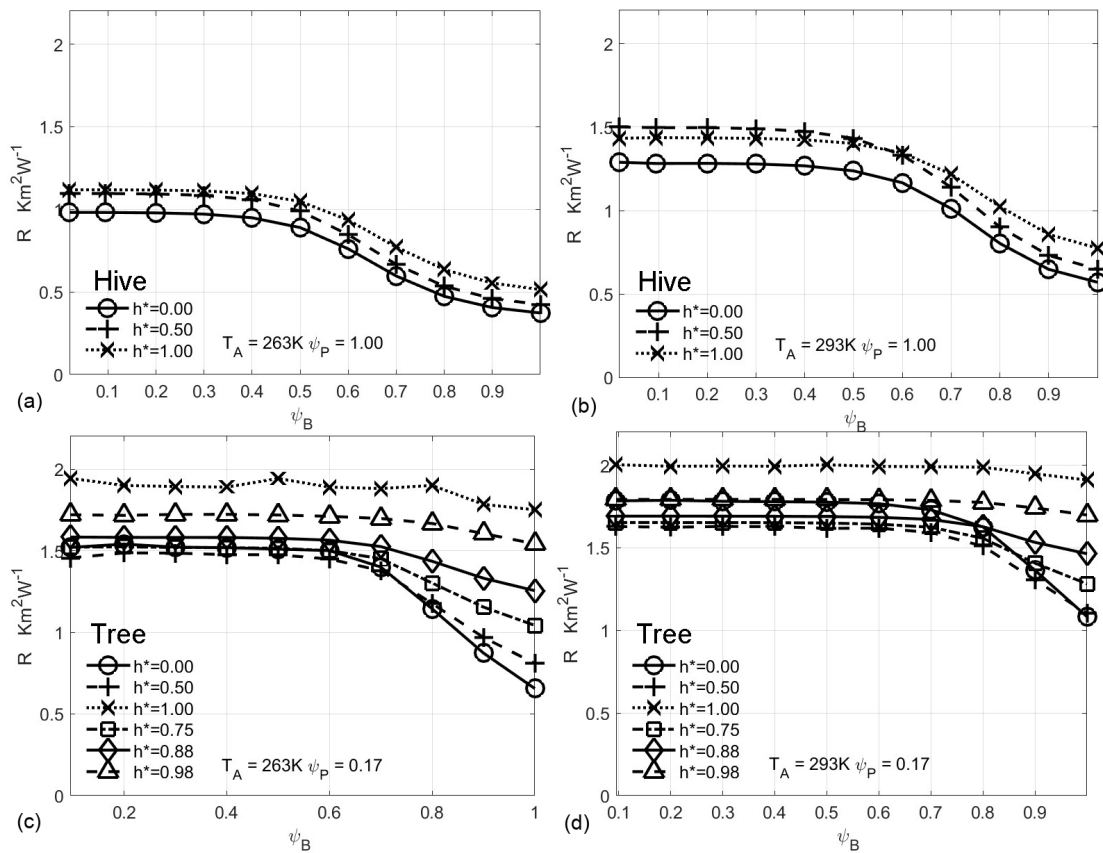 2
1.5
1
0.5
0
R Km²W⁻¹
Hive
h*=0.00
h*=0.50
h*=1.00
T_A = 263K ψ_P = 1.00
0.1 0.2 0.3 0.4 0.5 0.6 0.7 0.8 0.9
ψ_B
(a)
2
1.5
1
0.5
0
R Km²W⁻¹
Hive
h*=0.00
h*=0.50
h*=1.00
T_A = 293K ψ_P = 1.00
0.1 0.2 0.3 0.4 0.5 0.6 0.7 0.8 0.9
ψ_B
(b)
2
1.5
1
0.5
0
R Km²W⁻¹
Tree
h*=0.00
h*=0.50
h*=1.00
h*=0.75
h*=0.88
h*=0.98
T_A = 263K ψ_P = 0.17
0.2 0.4 0.6 0.8 1
ψ_B
(c)
2
1.5
1
0.5
0
R Km²W⁻¹
Tree
h*=0.00
h*=0.50
h*=1.00
h*=0.75
h*=0.88
h*=0.98
T_A = 293K ψ_P = 0.17
0.1 0.2 0.3 0.4 0.5 0.6 0.7 0.8 0.9
ψ_B
(d)